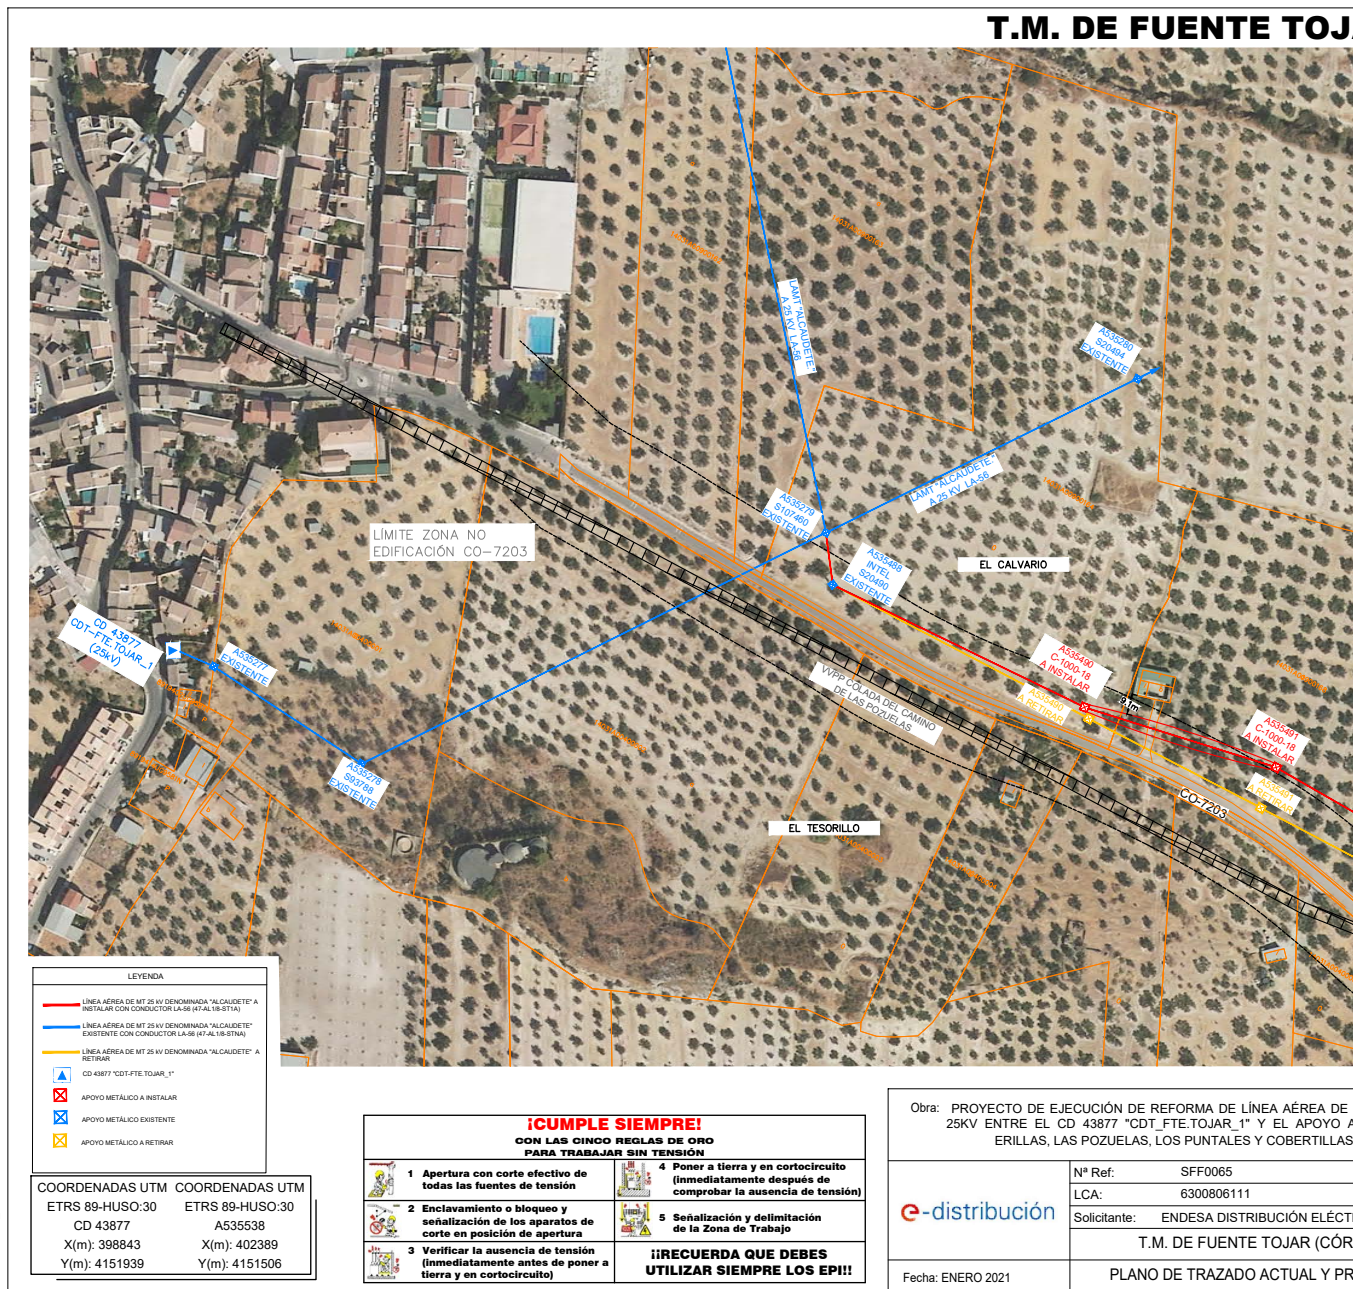 T.M. DE FUENTE TOJA
LAMT "ALCAUDETE"
A 25 KV LA-56
A535280
S20494
EXISTENTE
LAMT "ALCAUDETE"
A 25 KV LA-56
A535279
S107460
EXISTENTE
A535488
INTEL
S20490
EXISTENTE
EL CALVARIO
LÍMITE ZONA NO
EDIFICACIÓN CO-7203
CD 43877
CDT-FTE.TOJAR_1
(25kV)
A535277
EXISTENTE
A535278
S93788
EXISTENTE
VVPP COLADA DEL CAMINO
DE LAS POZUELAS
A535490
C-1000-18
A INSTALAR
A535490
A RETIRAR
9.1m
A535491
C-1000-18
A INSTALAR
A535491
A RETIRAR
CO-7203
EL TESORILLO
LEYENDA
LÍNEA AÉREA DE MT 25 kV DENOMINADA "ALCAUDETE" A
INSTALAR CON CONDUCTOR LA-56 (47-AL1/8-ST1A)
LÍNEA AÉREA DE MT 25 kV DENOMINADA "ALCAUDETE"
EXISTENTE CON CONDUCTOR LA-56 (47-AL1/8-STNA)
LÍNEA AÉREA DE MT 25 kV DENOMINADA "ALCAUDETE" A
RETIRAR
CD 43877 "CDT-FTE.TOJAR_1"
APOYO METÁLICO A INSTALAR
APOYO METÁLICO EXISTENTE
APOYO METÁLICO A RETIRAR
COORDENADAS UTM
ETRS 89-HUSO:30
CD 43877
X(m): 398843
Y(m): 4151939
COORDENADAS UTM
ETRS 89-HUSO:30
A535538
X(m): 402389
Y(m): 4151506
¡CUMPLE SIEMPRE!
CON LAS CINCO REGLAS DE ORO
PARA TRABAJAR SIN TENSIÓN
1 Apertura con corte efectivo de
todas las fuentes de tensión
2 Enclavamiento o bloqueo y
señalización de los aparatos de
corte en posición de apertura
3 Verificar la ausencia de tensión
(inmediatamente antes de poner a
tierra y en cortocircuito)
4 Poner a tierra y en cortocircuito
(inmediatamente después de
comprobar la ausencia de tensión)
5 Señalización y delimitación
de la Zona de Trabajo
¡¡RECUERDA QUE DEBES
UTILIZAR SIEMPRE LOS EPI!!
Obra: PROYECTO DE EJECUCIÓN DE REFORMA DE LÍNEA AÉREA DE
25KV ENTRE EL CD 43877 "CDT_FTE.TOJAR_1" Y EL APOYO A
ERILLAS, LAS POZUELAS, LOS PUNTALES Y COBERTILLAS
e-distribución
Nª Ref: SFF0065
LCA: 6300806111
Solicitante: ENDESA DISTRIBUCIÓN ELÉCT
T.M. DE FUENTE TOJAR (CÓR
Fecha: ENERO 2021
PLANO DE TRAZADO ACTUAL Y PR